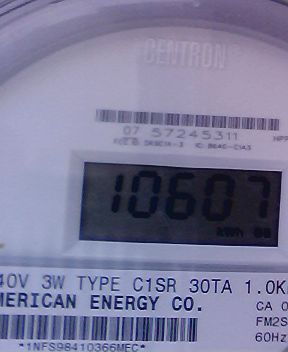 CENTRON
07 57245311
10607
kWh
40V 3W TYPE C1SR 30TA 1.0K
MERICAN ENERGY CO.
CA 0
FM2S
60Hz
*1NFS98410366MEC*